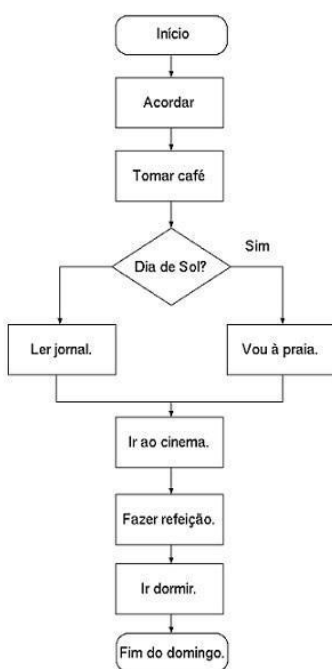 Início
Acordar
Tomar café
Sim
Dia de Sol?
Ler jornal.
Vou à praia.
Ir ao cinema.
Fazer refeição.
Ir dormir.
Fim do domingo.